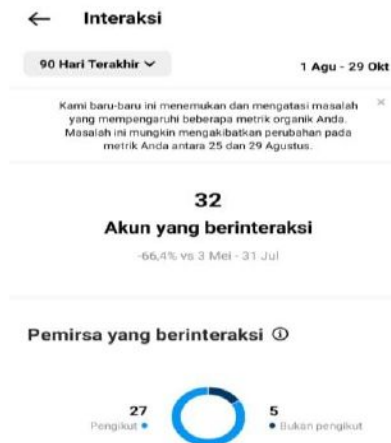 Interaksi
90 Hari Terakhir
1 Agu - 29 Okt
Kami baru-baru ini menemukan dan mengatasi masalah
yang mempengaruhi beberapa metrik organik Anda.
Masalah ini mungkin mengakibatkan perubahan pada
metrik Anda antara 25 dan 29 Agustus.
32
Akun yang berinteraksi
-66,4% vs 3 Mei - 31 Jul
Pemirsa yang berinteraksi
27
Pengikut
5
Bukan pengikut